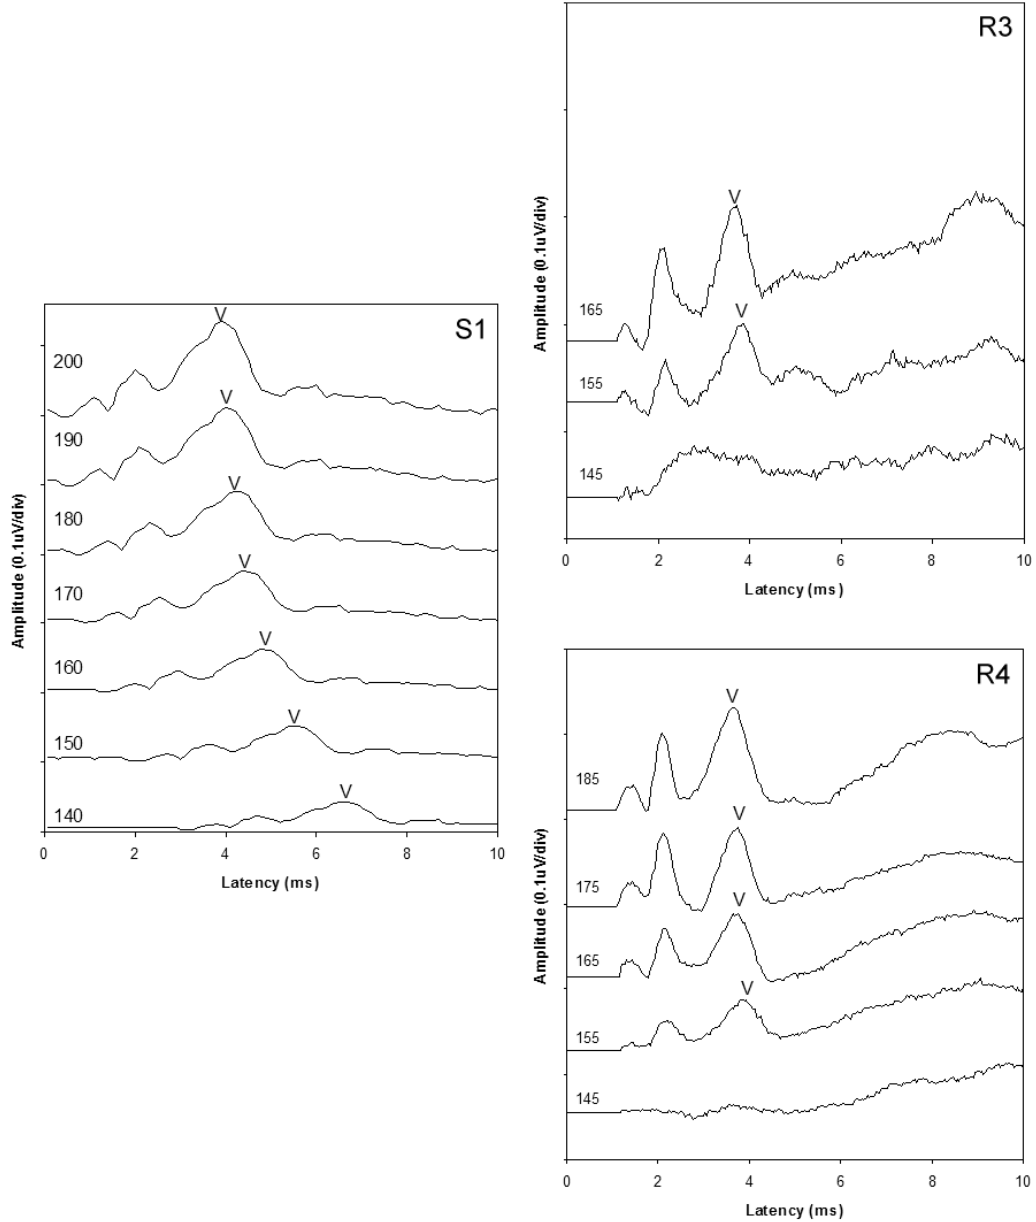 S1
V
200
V
190
V
180
V
170
V
160
V
150
V
140
0 2 4 6 8 10
Latency (ms)
Amplitude (0.1uV/div)
R3
V
165
V
155
145
0 2 4 6 8 10
Latency (ms)
Amplitude (0.1uV/div)
R4
V
185
V
175
V
165
V
155
145
0 2 4 6 8 10
Latency (ms)
Amplitude (0.1uV/div)